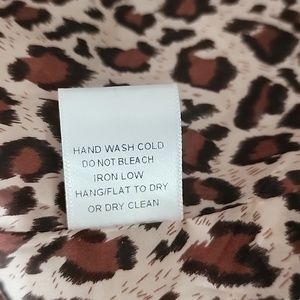 HAND WASH COLD
DO NOT BLEACH
IRON LOW
HANG/FLAT TO DRY
OR DRY CLEAN